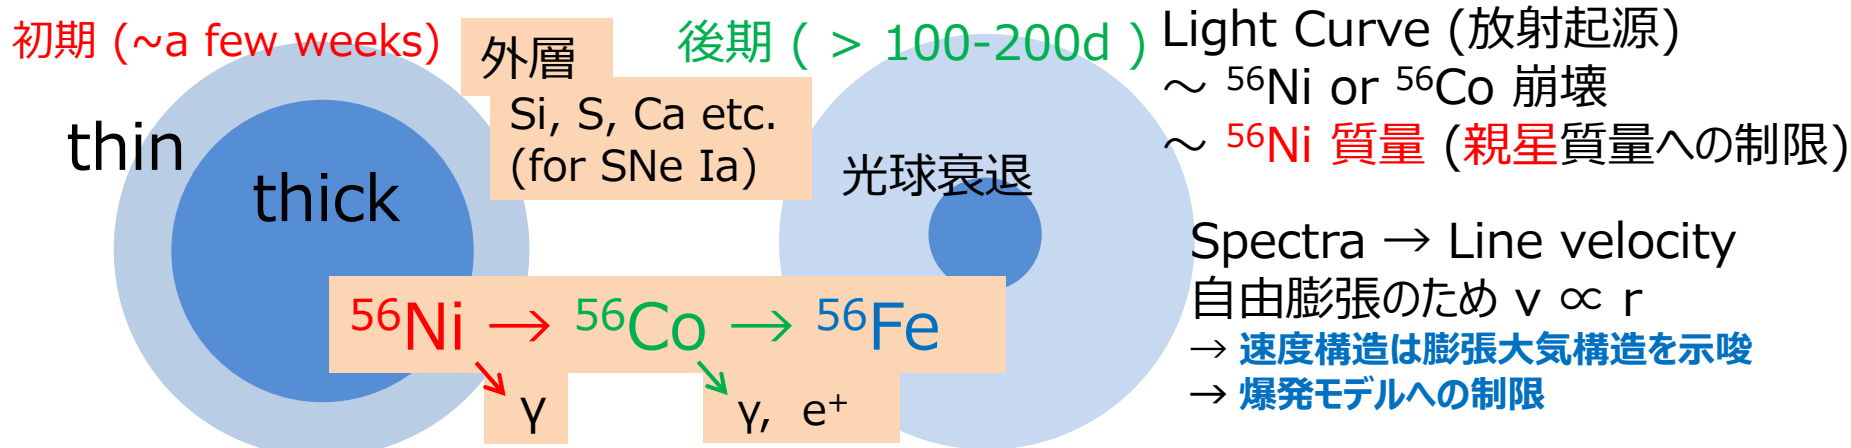 初期 (~a few weeks)
thin
thick
外層
Si, S, Ca etc.
(for SNe Ia)
後期 ( > 100-200d )
光球衰退
⁵⁶Ni → ⁵⁶Co → ⁵⁶Fe
γ
γ, e⁺
Light Curve (放射起源)
～ ⁵⁶Ni or ⁵⁶Co 崩壊
～ ⁵⁶Ni 質量 (親星質量への制限)
Spectra → Line velocity
自由膨張のため v ∝ r
→ 速度構造は膨張大気構造を示唆
→ 爆発モデルへの制限